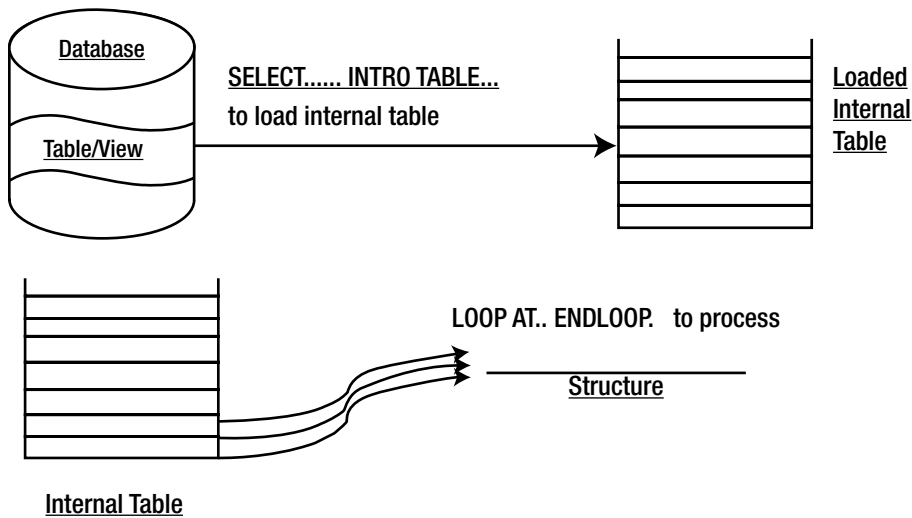 Database
SELECT...... INTRO TABLE...
to load internal table
Table/View
Loaded
Internal
Table
LOOP AT.. ENDLOOP. to process
Structure
Internal Table